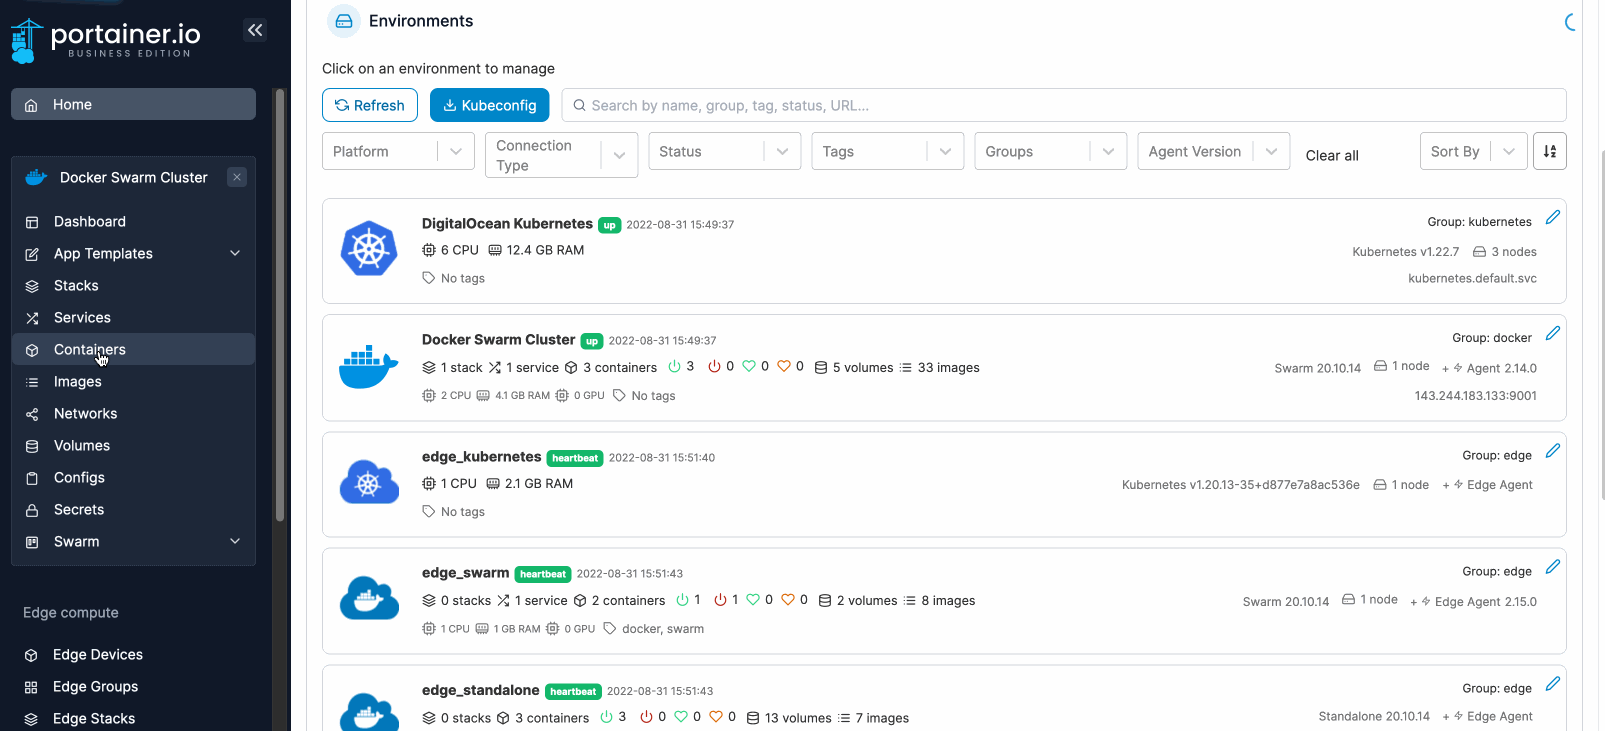 portainer.io
BUSINESS EDITION
Home
Docker Swarm Cluster
Dashboard
App Templates
Stacks
Services
Containers
Images
Networks
Volumes
Configs
Secrets
Swarm
Edge compute
Edge Devices
Edge Groups
Edge Stacks
Environments
Click on an environment to manage
Refresh
Kubeconfig
Search by name, group, tag, status, URL...
Platform
Connection
Type
Status
Tags
Groups
Agent Version
Clear all
Sort By
DigitalOcean Kubernetes up 2022-08-31 15:49:37
Group: kubernetes
6 CPU 12.4 GB RAM
Kubernetes v1.22.7 3 nodes
No tags
kubernetes.default.svc
Docker Swarm Cluster up 2022-08-31 15:49:37
Group: docker
1 stack 1 service 3 containers 3 0 0 0 5 volumes 33 images
Swarm 20.10.14 1 node + Agent 2.14.0
2 CPU 4.1 GB RAM 0 GPU No tags
143.244.183.133:9001
edge_kubernetes heartbeat 2022-08-31 15:51:40
Group: edge
1 CPU 2.1 GB RAM
Kubernetes v1.20.13-35+d877e7a8ac536e 1 node + Edge Agent
No tags
edge_swarm heartbeat 2022-08-31 15:51:43
Group: edge
0 stacks 1 service 2 containers 1 1 0 0 2 volumes 8 images
Swarm 20.10.14 1 node + Edge Agent 2.15.0
1 CPU 1 GB RAM 0 GPU docker, swarm
edge_standalone heartbeat 2022-08-31 15:51:43
Group: edge
0 stacks 3 containers 3 0 0 0 13 volumes 7 images
Standalone 20.10.14 + Edge Agent